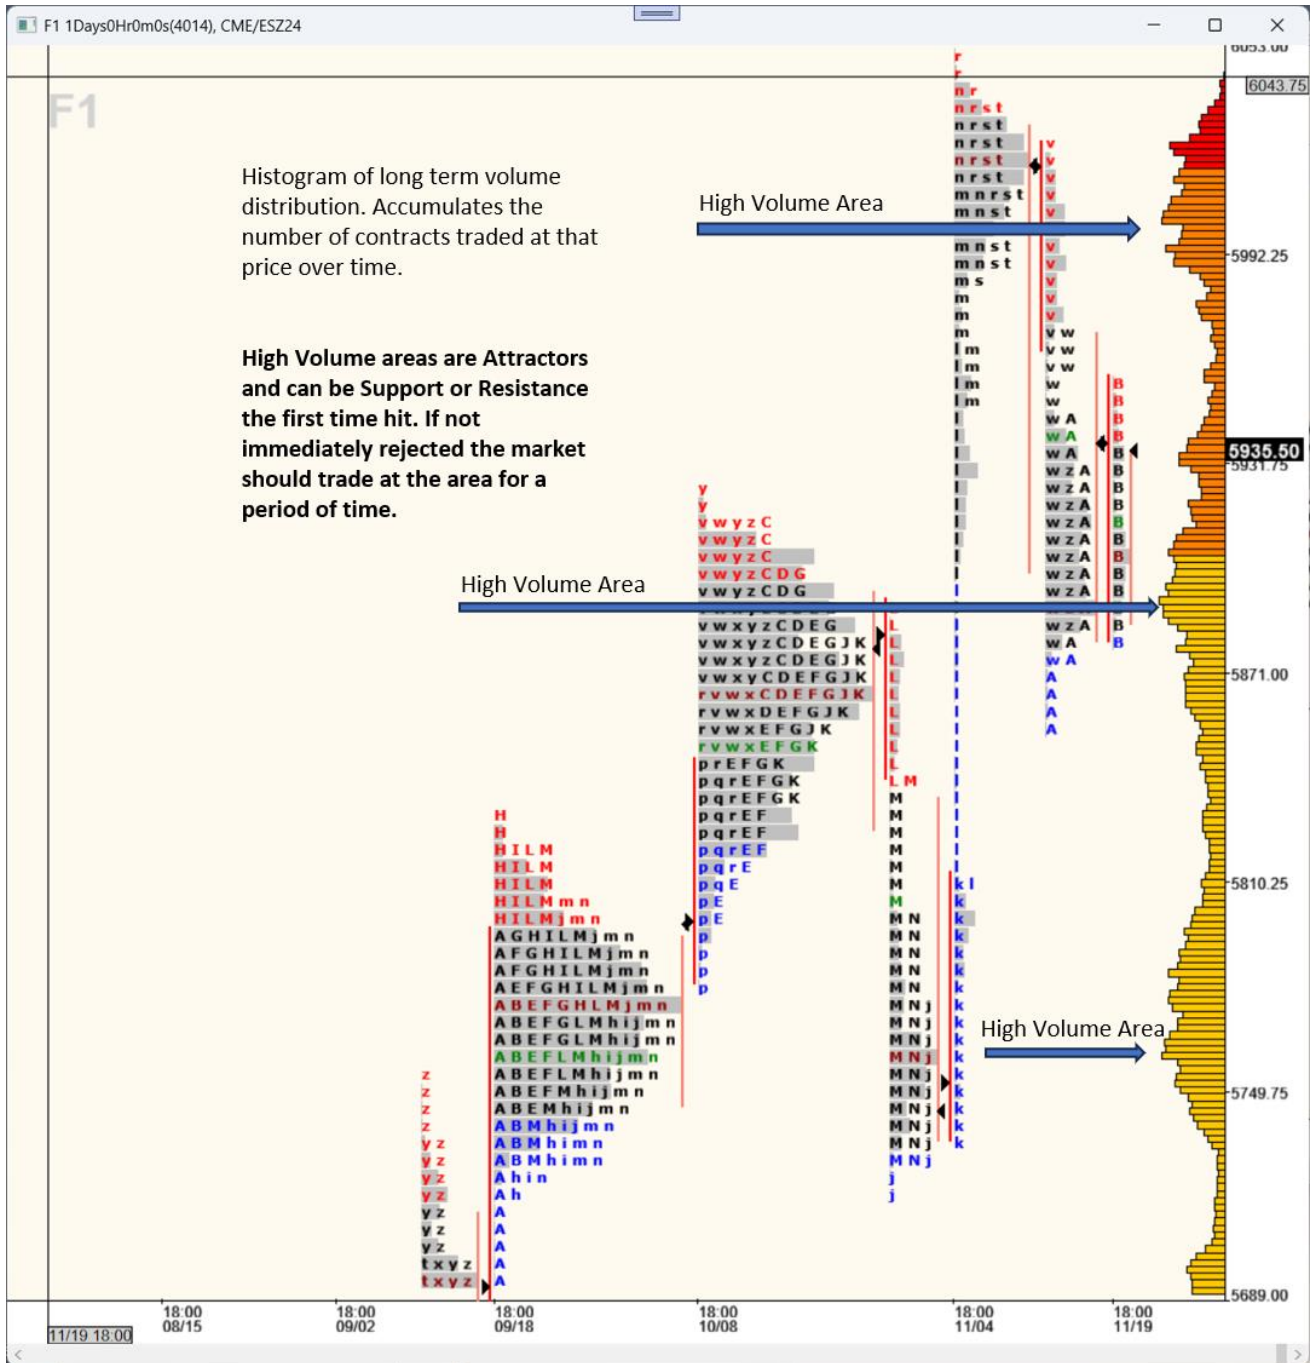 F1 1Days0Hr0m0s(4014), CME/ESZ24
F1
Histogram of long term volume
distribution. Accumulates the
number of contracts traded at that
price over time.
High Volume areas are Attractors
and can be Support or Resistance
the first time hit. If not
immediately rejected the market
should trade at the area for a
period of time.
High Volume Area
High Volume Area
High Volume Area
6053.00
6043.75
5992.25
5935.50
5931.75
5871.00
5810.25
5749.75
5689.00
r
r
n r
n r s t
n r s t
n r s t
n r s t
n r s t
m n r s t
m n s t
m n s t
m n s t
m s
m
m
m
l m
l m
l m
l m
y
y
v w y z C
v w y z C
v w y z C
v w y z C D G
v w y z C D G
v w x y z C D E G
v w x y z C D E G J K
v w x y z C D E G J K
v w x y C D E F G J K
r v w x C D E F G J K
r v w x D E F G J K
r v w x E F G J K
r v w x E F G K
p r E F G K
p q r E F G K
p q r E F G K
p q r E F
p q r E F
p q r E F
p q r E
p q E
p E
p E
p
p
p
p
H
H
H I L M
H I L M
H I L M
H I L M m n
H I L M j m n
A G H I L M j m n
A F G H I L M j m n
A F G H I L M j m n
A E F G H I L M j m n
A B E F G H L M j m n
A B E F G L M h i j m n
A B E F G L M h i j m n
A B E F L M h i j m n
A B E F L M h i j m n
A B E F M h i j m n
A B E M h i j m n
A B M h i j m n
A B M h i m n
A B M h i m n
A h i n
A h
A
A
A
A
A
z
z
z
z
y z
y z
y z
y z
y z
y z
y z
t x y z
t x y z
18:00
08/15
18:00
09/02
18:00
09/18
18:00
10/08
18:00
11/04
18:00
11/19
11/19 18:00